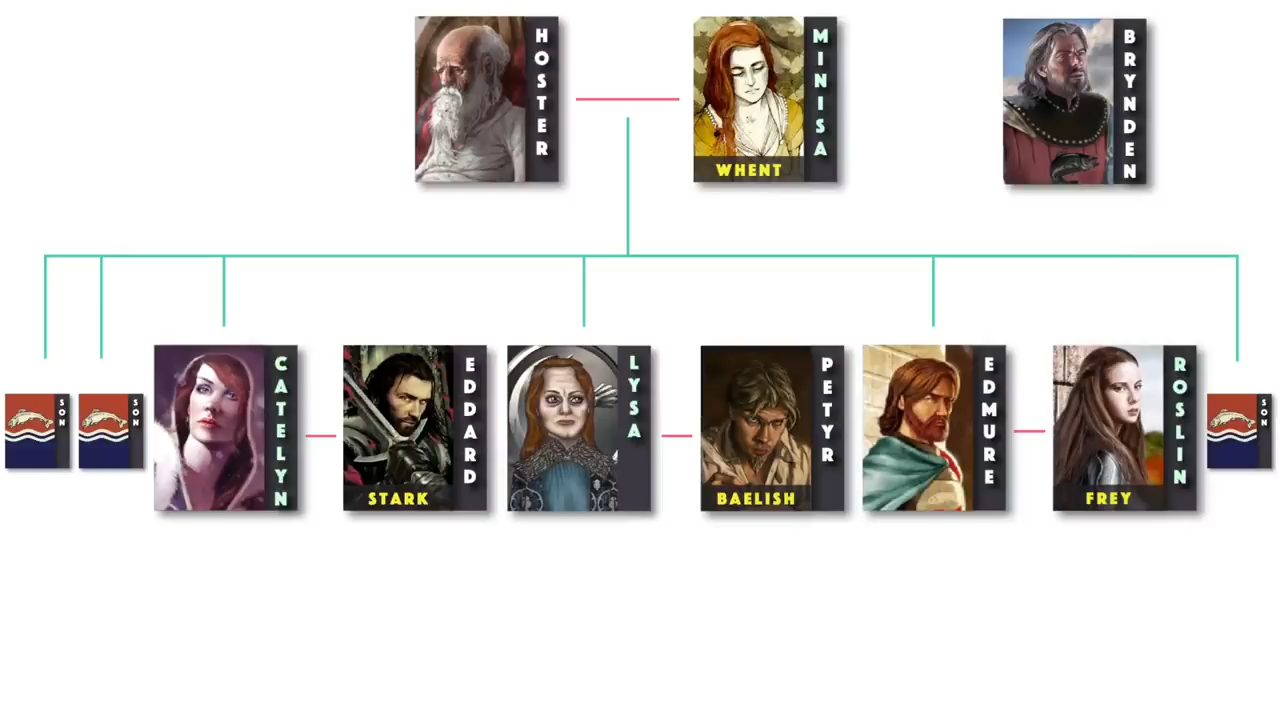 HOSTER
MINISA
WHENT
BRYNDEN
SON
SON
CATELYN
EDDARD
STARK
LYSA
PETYR
BAELISH
EDMURE
ROSLIN
FREY
SON